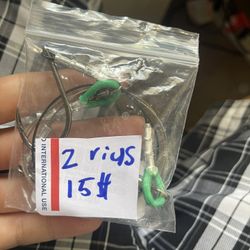 INTERNATIONAL USE
2 rigs
15#